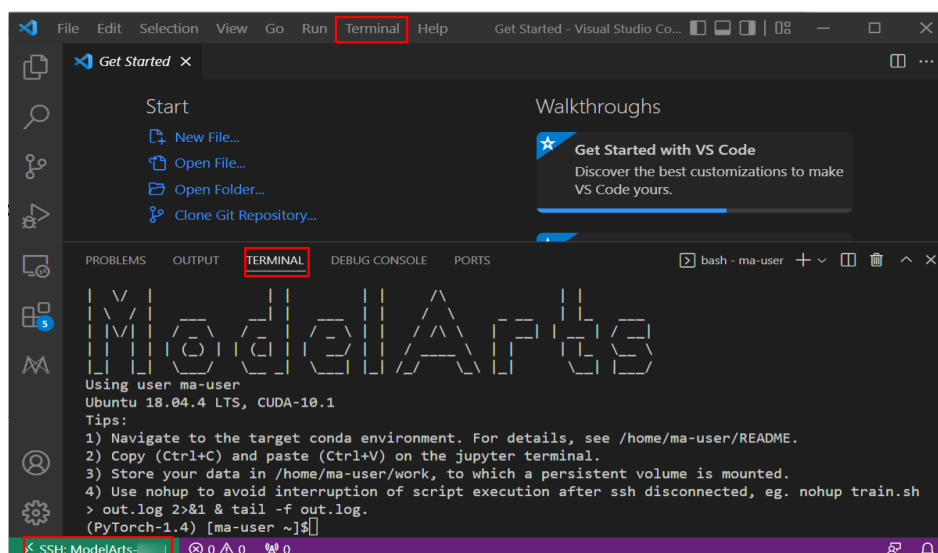 File Edit Selection View Go Run Terminal Help Get Started - Visual Studio Co...
Get Started
Start
New File...
Open File...
Open Folder...
Clone Git Repository...
Walkthroughs
Get Started with VS Code
Discover the best customizations to make
VS Code yours.
PROBLEMS OUTPUT TERMINAL DEBUG CONSOLE PORTS bash - ma-user
5
ModelArts
Using user ma-user
Ubuntu 18.04.4 LTS, CUDA-10.1
Tips:
1) Navigate to the target conda environment. For details, see /home/ma-user/README.
2) Copy (Ctrl+C) and paste (Ctrl+V) on the jupyter terminal.
3) Store your data in /home/ma-user/work, to which a persistent volume is mounted.
4) Use nohup to avoid interruption of script execution after ssh disconnected, eg. nohup train.sh
> out.log 2>&1 & tail -f out.log.
(PyTorch-1.4) [ma-user ~]$
SSH: ModelArts- 0 0 0